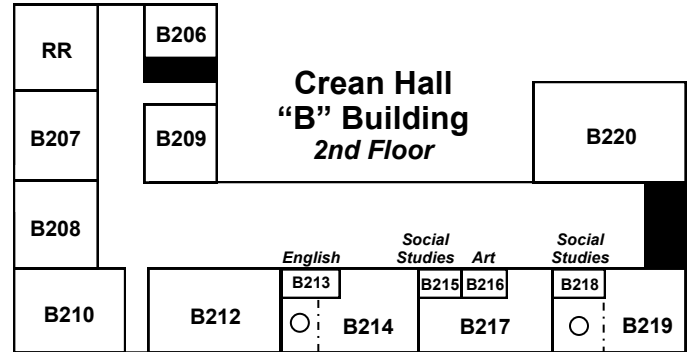 RR
B206
Crean Hall
“B” Building
2nd Floor
B207
B209
B220
B208
English
Social
Studies
Art
Social
Studies
B213
B215
B216
B218
B210
B212
B214
B217
B219